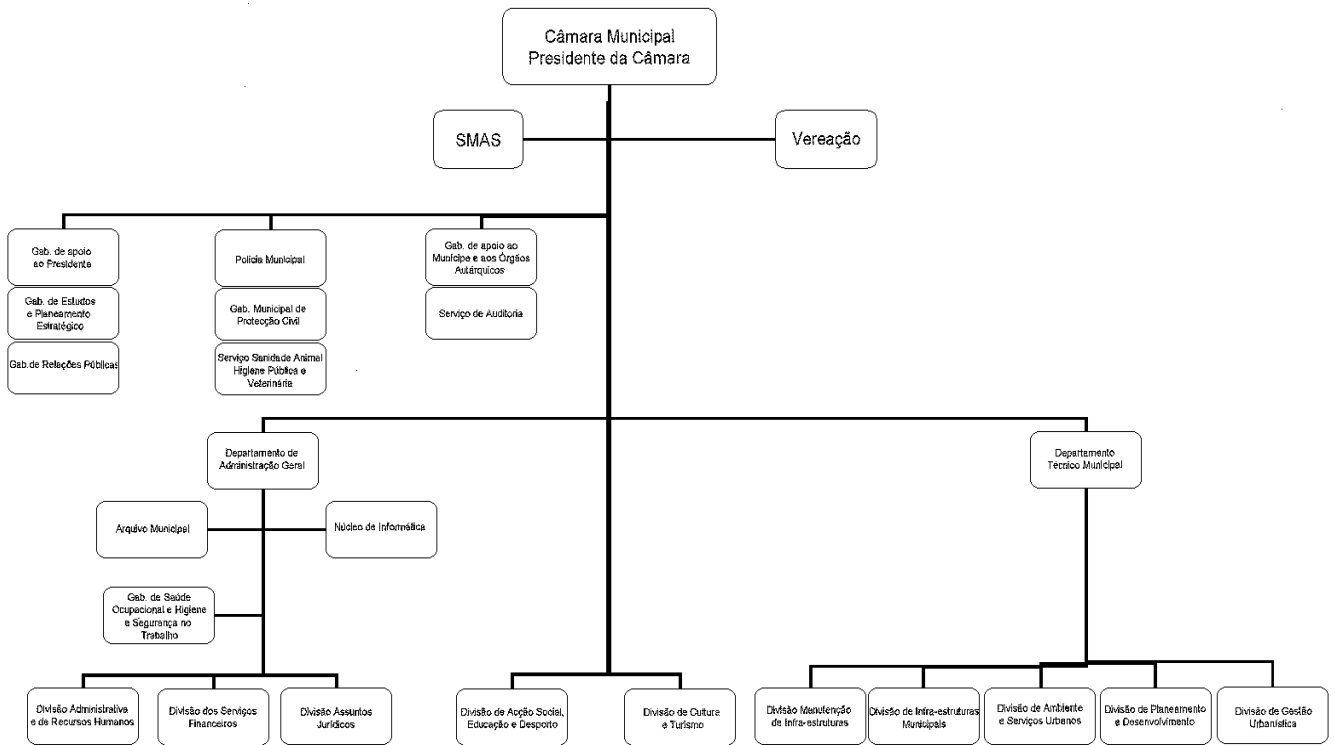 Câmara Municipal
Presidente da Câmara
SMAS
Vereação
Gab. de apoio
ao Presidente
Polícia Municipal
Gab. de apoio ao
Munícipe e aos Órgãos
Autárquicos
Gab. de Estudos
e Planeamento
Estratégico
Gab. Municipal de
Protecção Civil
Serviço de Auditoria
Gab.de Relações Públicas
Serviço Sanidade Animal
Higiene Pública e
Veterinária
Departamento de
Administração Geral
Departamento
Técnico Municipal
Arquivo Municipal
Núcleo de Informática
Gab. de Saúde
Ocupacional e Higiene
e Segurança no
Trabalho
Divisão Administrativa
e de Recursos Humanos
Divisão dos Serviços
Financeiros
Divisão Assuntos
Jurídicos
Divisão de Acção Social,
Educação e Desporto
Divisão de Cultura
e Turismo
Divisão Manutenção
de Infra-estruturas
Divisão de Infra-estruturas
Municipais
Divisão de Ambiente
e Serviços Urbanos
Divisão de Planeamento
e Desenvolvimento
Divisão de Gestão
Urbanística